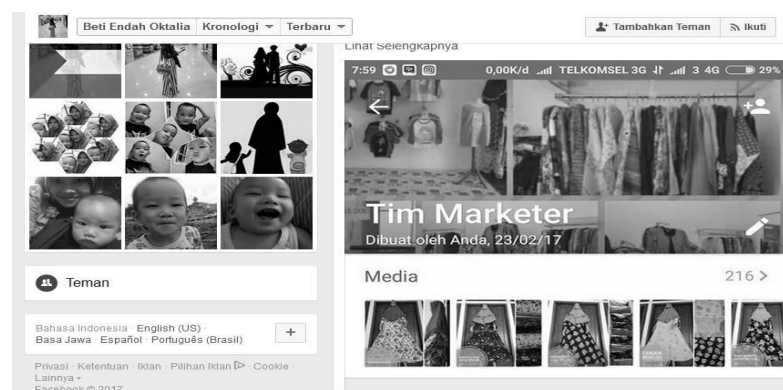 Beti Endah Oktalia Kronologi Terbaru
Tambahkan Teman Ikuti
Lihat Selengkapnya
7:59 0,00K/d TELKOMSEL 3G 3 4G 29%
Tim Marketer
Dibuat oleh Anda, 23/02/17
Media 216 >
Teman
Bahasa Indonesia · English (US) ·
Basa Jawa · Español · Português (Brasil)
+
Privasi · Ketentuan · Iklan · Pilihan Iklan · Cookie ·
Lainnya
Facebook © 2017